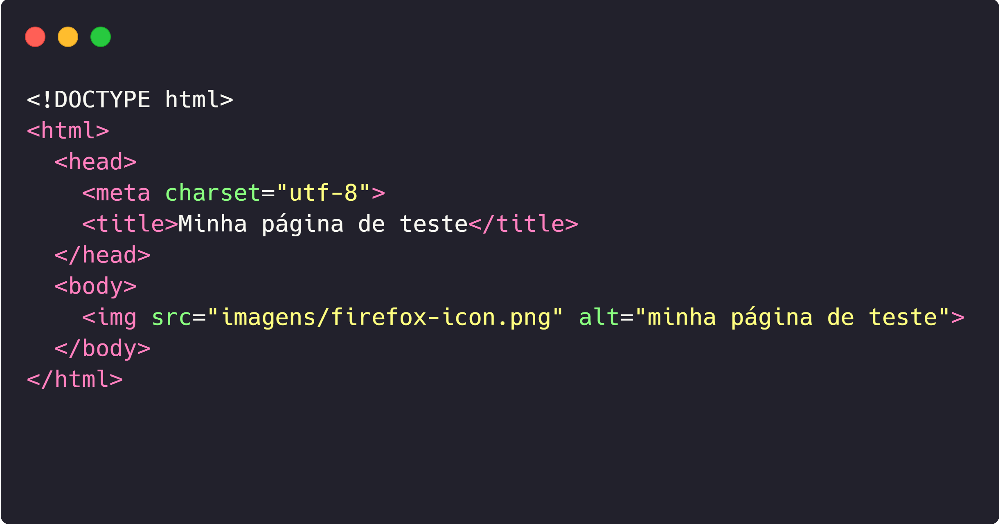 <!DOCTYPE html>
<html>
  <head>
    <meta charset="utf-8">
    <title>Minha página de teste</title>
  </head>
  <body>
    <img src="imagens/firefox-icon.png" alt="minha página de teste">
  </body>
</html>